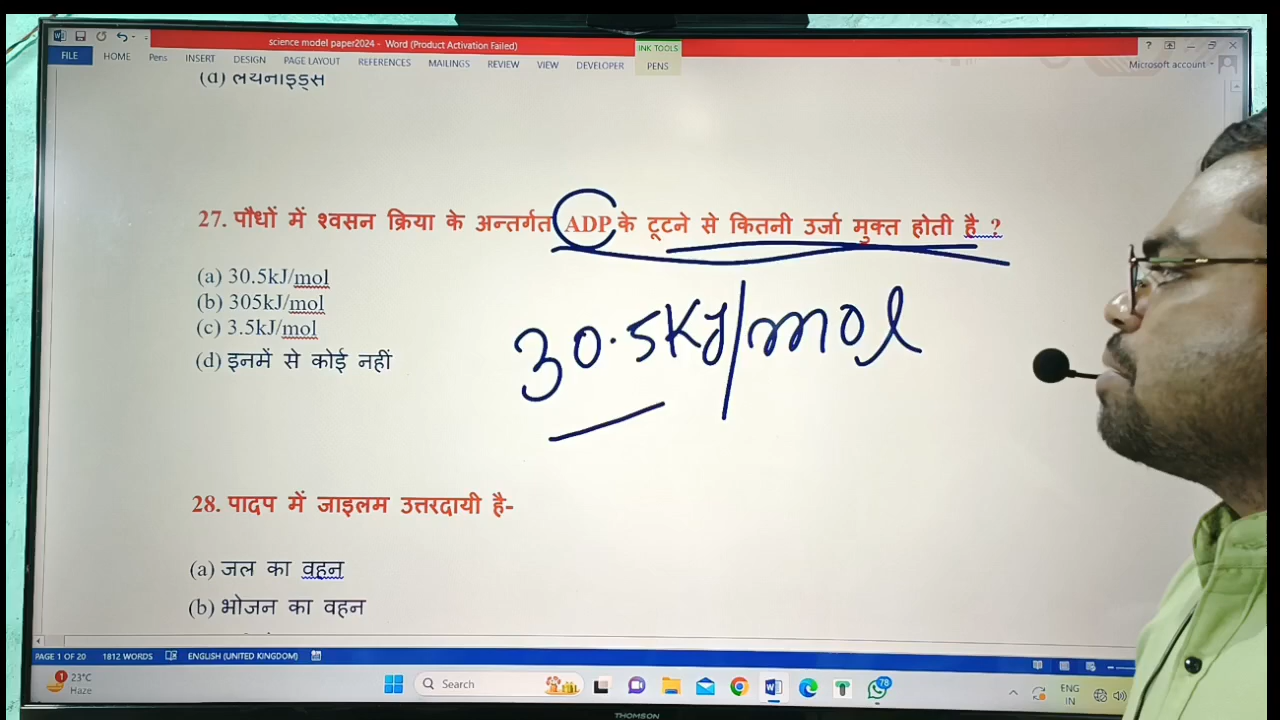 science model paper2024 - Word (Product Activation Failed)
INK TOOLS
FILE HOME Pens INSERT DESIGN PAGE LAYOUT REFERENCES MAILINGS REVIEW VIEW DEVELOPER PENS
Microsoft account
(d) लयनाइड्स
27. पौधों में श्वसन क्रिया के अन्तर्गत ADP के टूटने से कितनी उर्जा मुक्त होती है ?
(a) 30.5kJ/mol
(b) 305kJ/mol
(c) 3.5kJ/mol
(d) इनमें से कोई नहीं
30.5KJ/mol
28. पादप में जाइलम उत्तरदायी है-
(a) जल का वहन
(b) भोजन का वहन
PAGE 1 OF 20 1812 WORDS ENGLISH (UNITED KINGDOM)
1
23°C
Haze
Search
78
ENG
IN
THOMSON